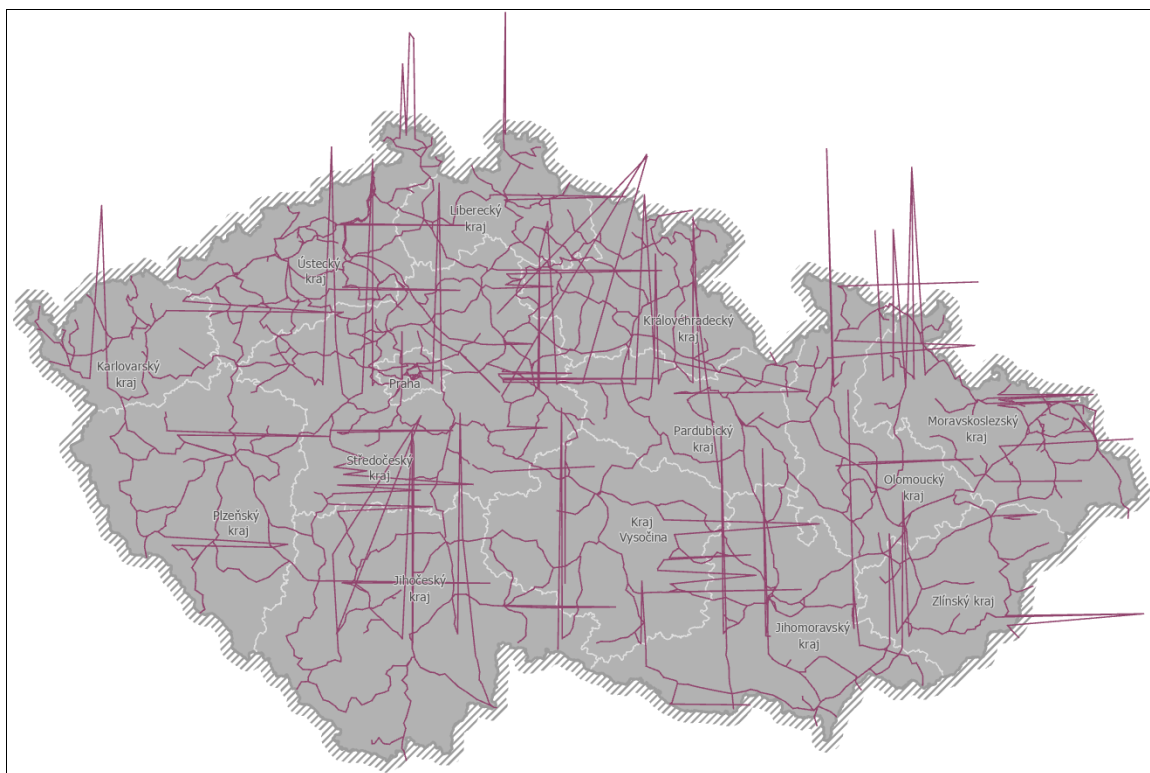 Liberecký
kraj
Ústecký
kraj
Královéhradecký
kraj
Karlovarský
kraj
Praha
Moravskoslezský
kraj
Pardubický
kraj
Středočeský
kraj
Olomoucký
kraj
Plzeňský
kraj
Kraj
Vysočina
Jihočeský
kraj
Zlínský kraj
Jihomoravský
kraj